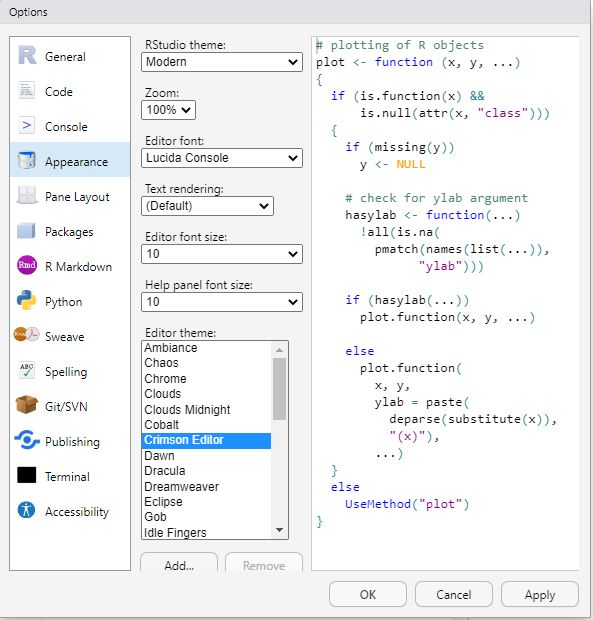 Options
General
Code
Console
Appearance
Pane Layout
Packages
R Markdown
Python
Sweave
Spelling
Git/SVN
Publishing
Terminal
Accessibility
RStudio theme:
Modern
Zoom:
100%
Editor font:
Lucida Console
Text rendering:
(Default)
Editor font size:
10
Help panel font size:
10
Editor theme:
Ambiance
Chaos
Chrome
Clouds
Clouds Midnight
Cobalt
Crimson Editor
Dawn
Dracula
Dreamweaver
Eclipse
Gob
Idle Fingers
Add...
Remove
# plotting of R objects
plot <- function (x, y, ...)
{
  if (is.function(x) &&
      is.null(attr(x, "class")))
  {
    if (missing(y))
      y <- NULL

    # check for ylab argument
    hasylab <- function(...)
      !all(is.na(
        pmatch(names(list(...)),
              "ylab")))

    if (hasylab(...))
      plot.function(x, y, ...)

    else
      plot.function(
        x, y,
        ylab = paste(
          deparse(substitute(x)),
          "(x)"),
        ...)
  }
  else
    UseMethod("plot")
}
OK
Cancel
Apply